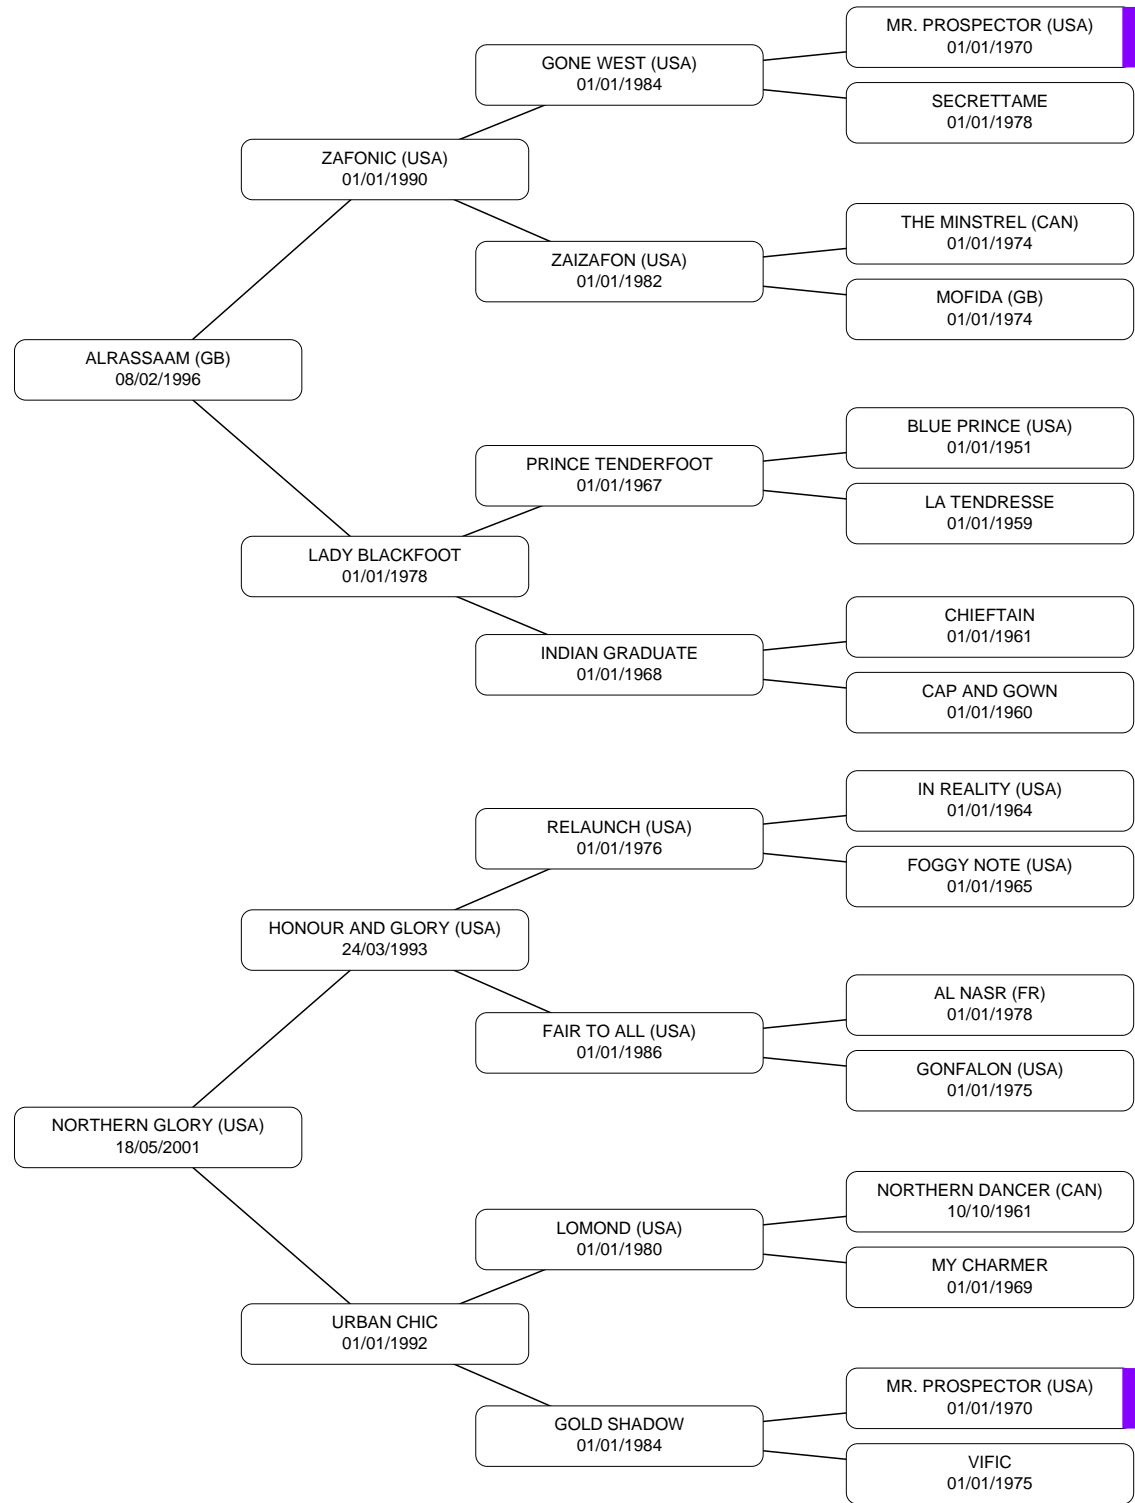 MR. PROSPECTOR (USA)
01/01/1970
GONE WEST (USA)
01/01/1984
SECRETTAME
01/01/1978
ZAFONIC (USA)
01/01/1990
THE MINSTREL (CAN)
01/01/1974
ZAIZAFON (USA)
01/01/1982
MOFIDA (GB)
01/01/1974
ALRASSAAM (GB)
08/02/1996
BLUE PRINCE (USA)
01/01/1951
PRINCE TENDERFOOT
01/01/1967
LA TENDRESSE
01/01/1959
LADY BLACKFOOT
01/01/1978
CHIEFTAIN
01/01/1961
INDIAN GRADUATE
01/01/1968
CAP AND GOWN
01/01/1960
IN REALITY (USA)
01/01/1964
RELAUNCH (USA)
01/01/1976
FOGGY NOTE (USA)
01/01/1965
HONOUR AND GLORY (USA)
24/03/1993
AL NASR (FR)
01/01/1978
FAIR TO ALL (USA)
01/01/1986
GONFALON (USA)
01/01/1975
NORTHERN GLORY (USA)
18/05/2001
NORTHERN DANCER (CAN)
10/10/1961
LOMOND (USA)
01/01/1980
MY CHARMER
01/01/1969
URBAN CHIC
01/01/1992
MR. PROSPECTOR (USA)
01/01/1970
GOLD SHADOW
01/01/1984
VIFIC
01/01/1975